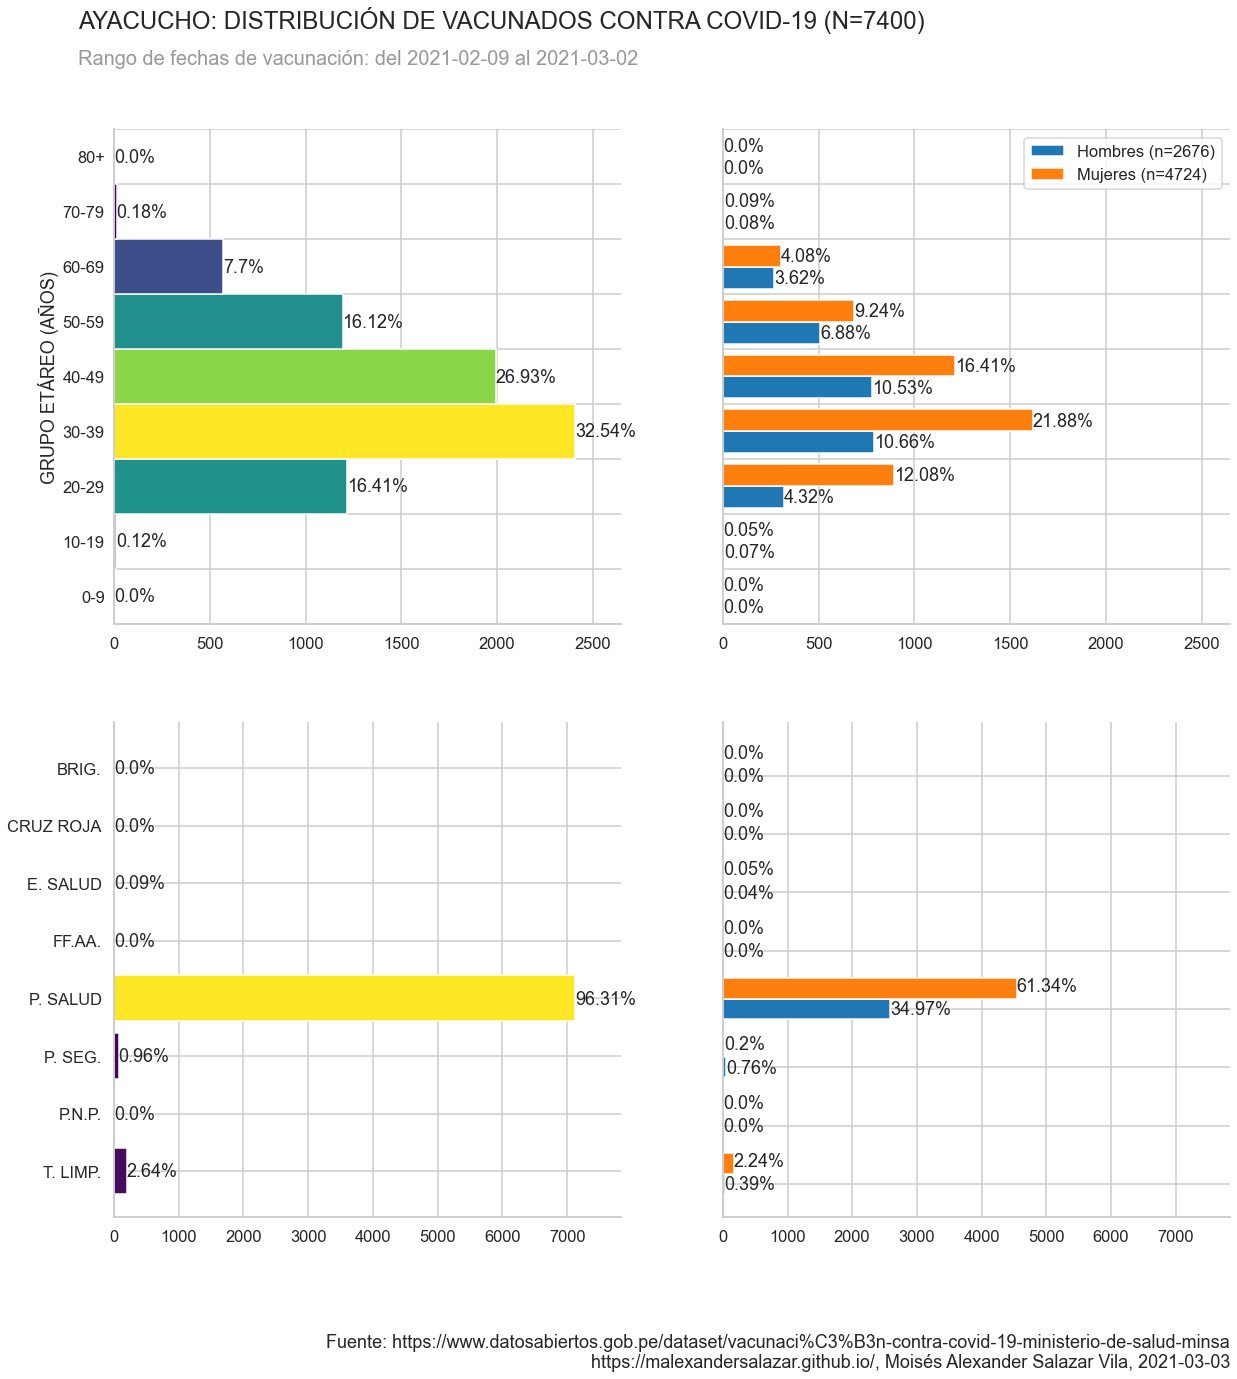 AYACUCHO: DISTRIBUCIÓN DE VACUNADOS CONTRA COVID-19 (N=7400)
Rango de fechas de vacunación: del 2021-02-09 al 2021-03-02
GRUPO ETÁREO (AÑOS)
80+ 0.0%
70-79 0.18%
60-69 7.7%
50-59 16.12%
40-49 26.93%
30-39 32.54%
20-29 16.41%
10-19 0.12%
0-9 0.0%
0 500 1000 1500 2000 2500
Hombres (n=2676)
Mujeres (n=4724)
0.0%
0.0%
0.09%
0.08%
4.08%
3.62%
9.24%
6.88%
16.41%
10.53%
21.88%
10.66%
12.08%
4.32%
0.05%
0.07%
0.0%
0.0%
0 500 1000 1500 2000 2500
BRIG. 0.0%
CRUZ ROJA 0.0%
E. SALUD 0.09%
FF.AA. 0.0%
P. SALUD 96.31%
P. SEG. 0.96%
P.N.P. 0.0%
T. LIMP. 2.64%
0 1000 2000 3000 4000 5000 6000 7000
0.0%
0.0%
0.0%
0.0%
0.05%
0.04%
0.0%
0.0%
61.34%
34.97%
0.2%
0.76%
0.0%
0.0%
2.24%
0.39%
0 1000 2000 3000 4000 5000 6000 7000
Fuente: https://www.datosabiertos.gob.pe/dataset/vacunaci%C3%B3n-contra-covid-19-ministerio-de-salud-minsa
https://malexandersalazar.github.io/, Moisés Alexander Salazar Vila, 2021-03-03